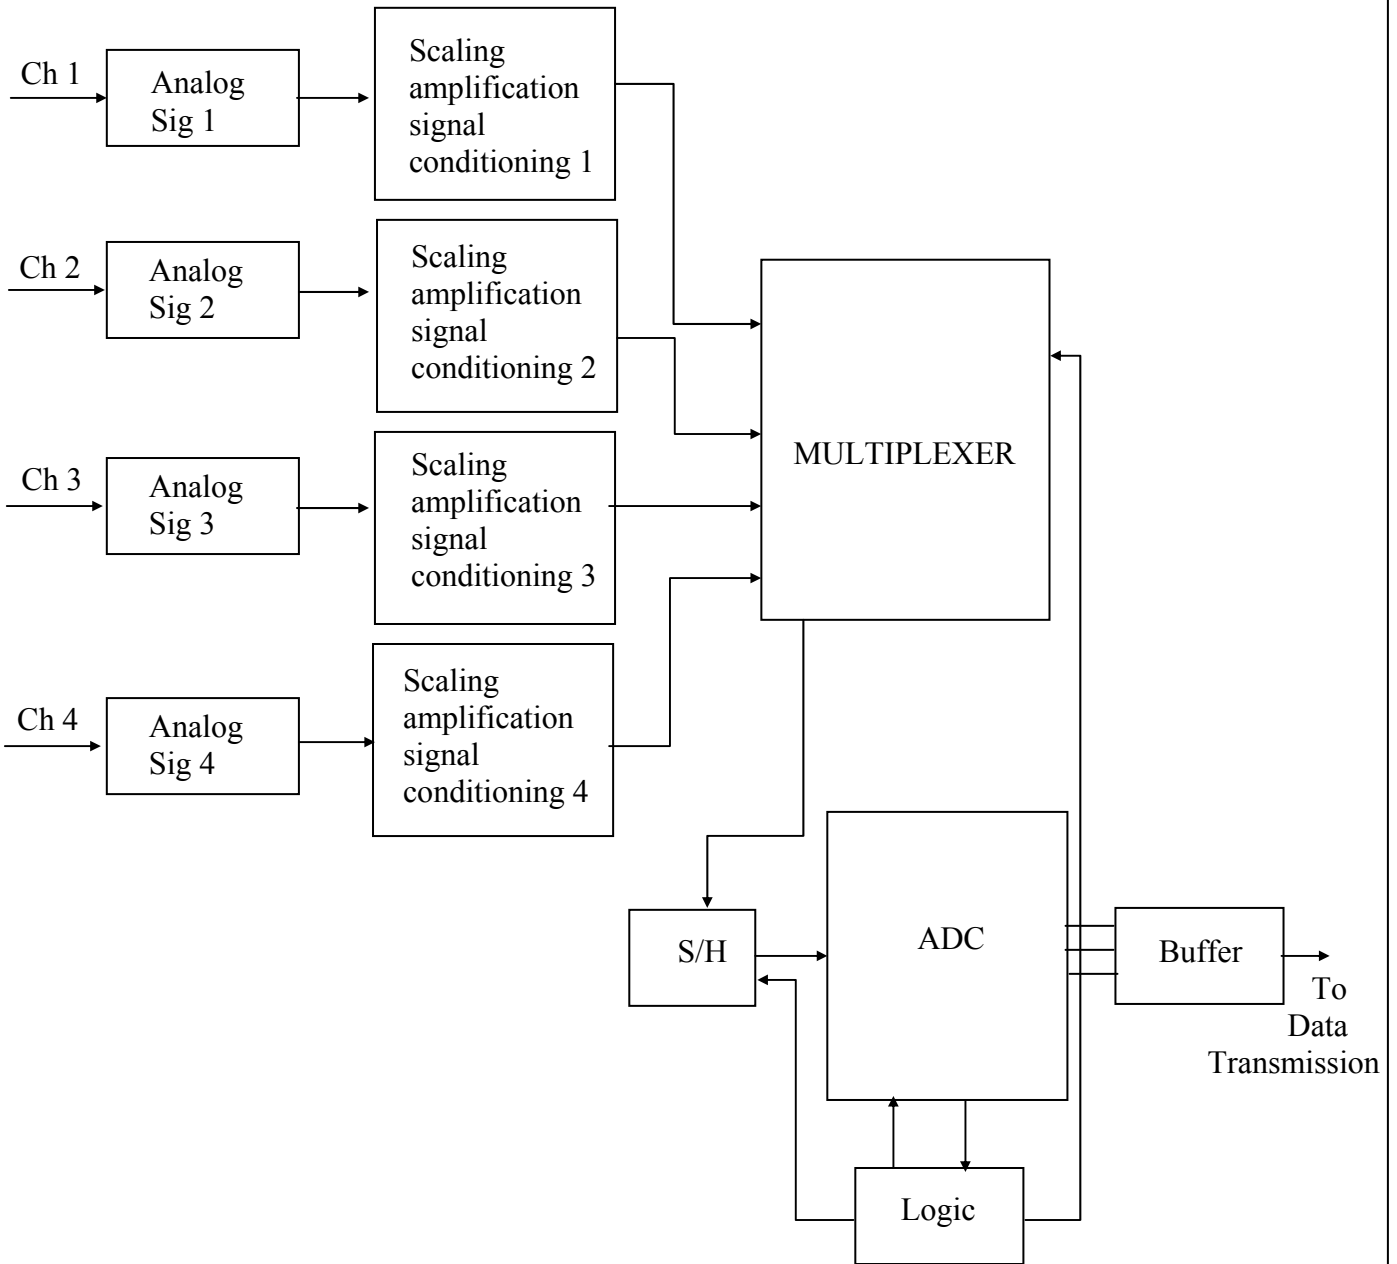 Ch 1
Analog
Sig 1
Scaling
amplification
signal
conditioning 1
Ch 2
Analog
Sig 2
Scaling
amplification
signal
conditioning 2
Ch 3
Analog
Sig 3
Scaling
amplification
signal
conditioning 3
MULTIPLEXER
Ch 4
Analog
Sig 4
Scaling
amplification
signal
conditioning 4
S/H
ADC
Buffer
To
Data
Transmission
Logic